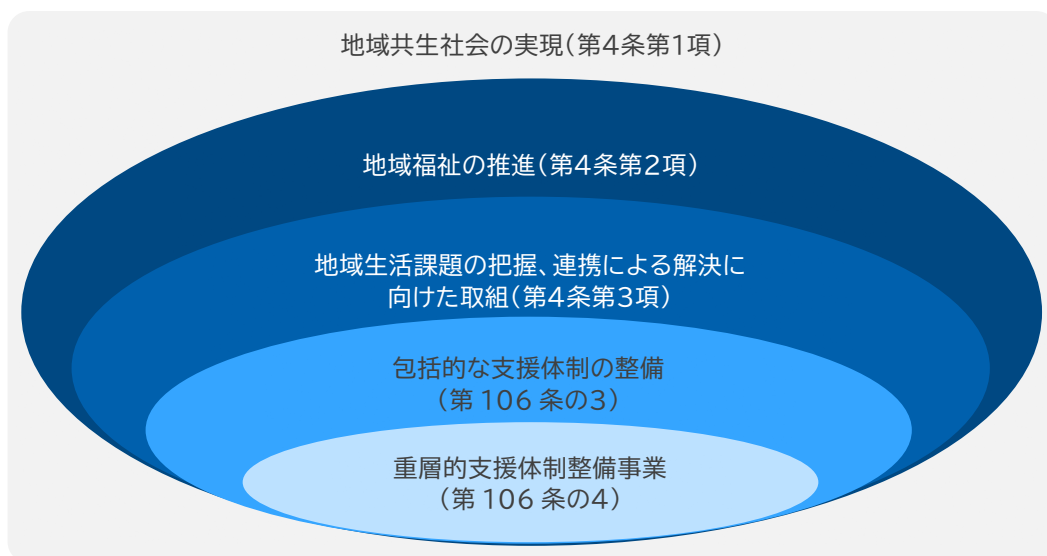 地域共生社会の実現（第4条第1項）
地域福祉の推進（第4条第2項）
地域生活課題の把握、連携による解決に
向けた取組（第4条第3項）
包括的な支援体制の整備
（第 106 条の3）
重層的支援体制整備事業
（第 106 条の4）